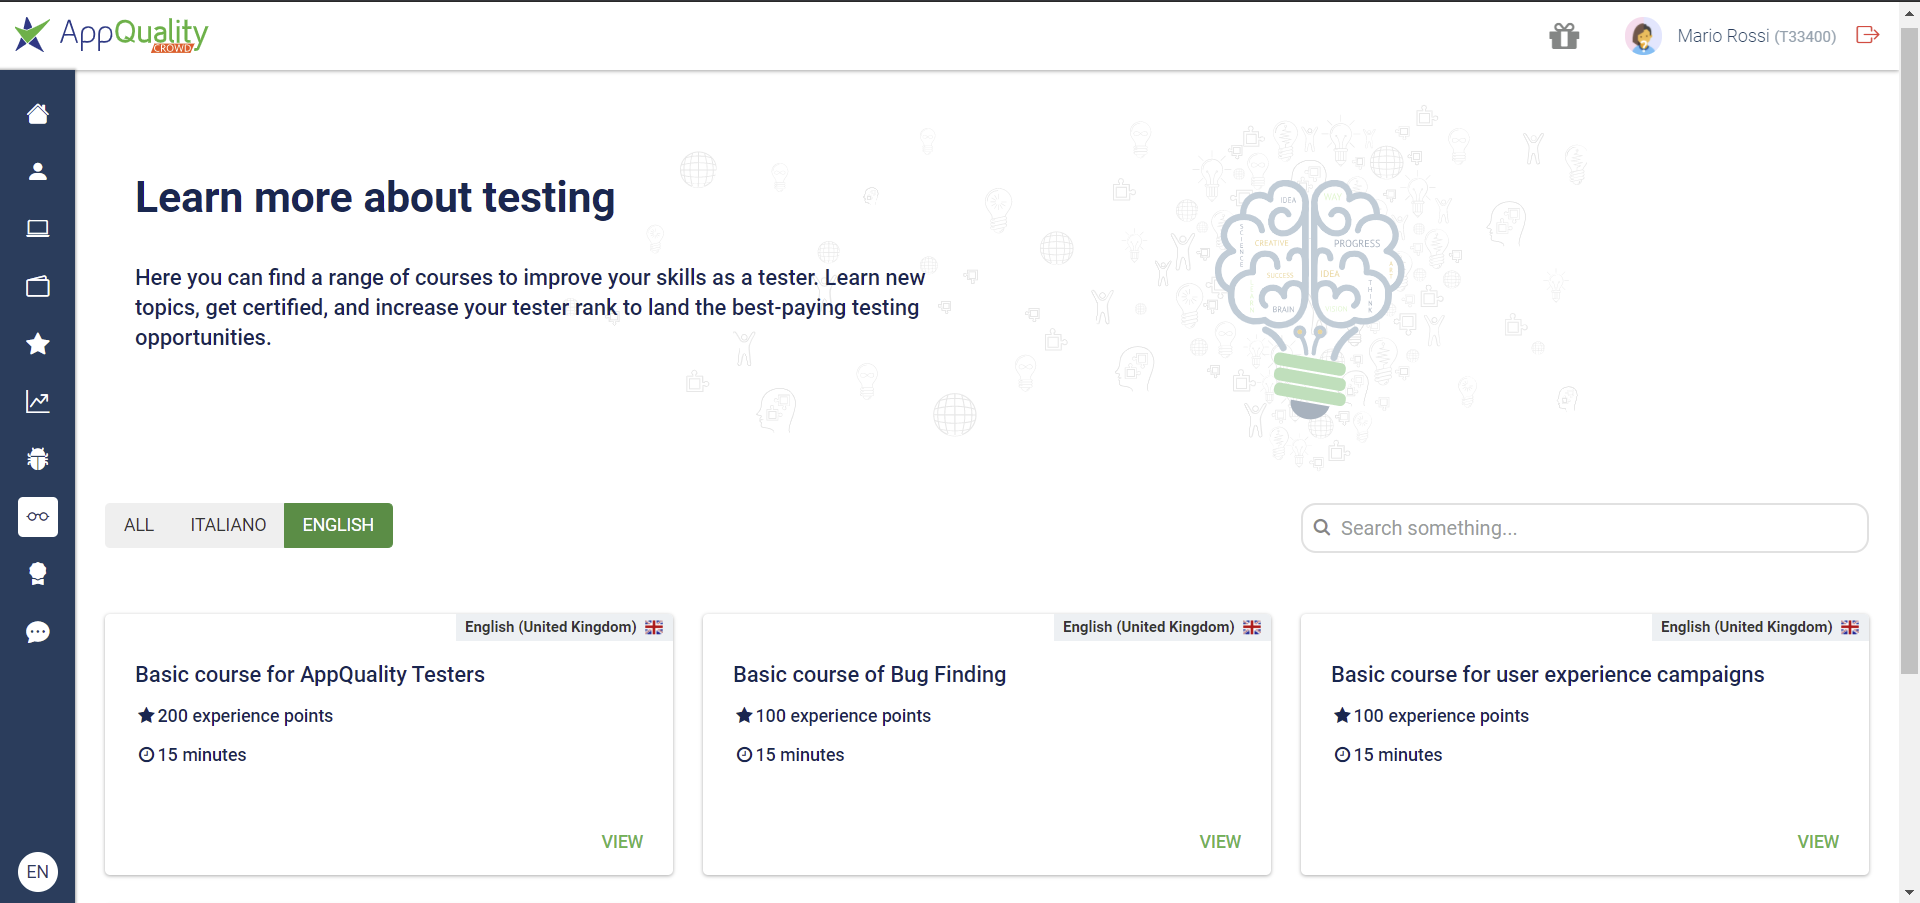 AppQuality
CROWD
Mario Rossi (T33400)
Learn more about testing
Here you can find a range of courses to improve your skills as a tester. Learn new
topics, get certified, and increase your tester rank to land the best-paying testing
opportunities.
IDEA
WAY
SCIENCE
CREATIVE
PROGRESS
ART
SUCCESS
IDEA
THINK
BRAIN
VISION
ALL
ITALIANO
ENGLISH
Search something...
English (United Kingdom)
Basic course for AppQuality Testers
200 experience points
15 minutes
VIEW
English (United Kingdom)
Basic course of Bug Finding
100 experience points
15 minutes
VIEW
English (United Kingdom)
Basic course for user experience campaigns
100 experience points
15 minutes
VIEW
EN